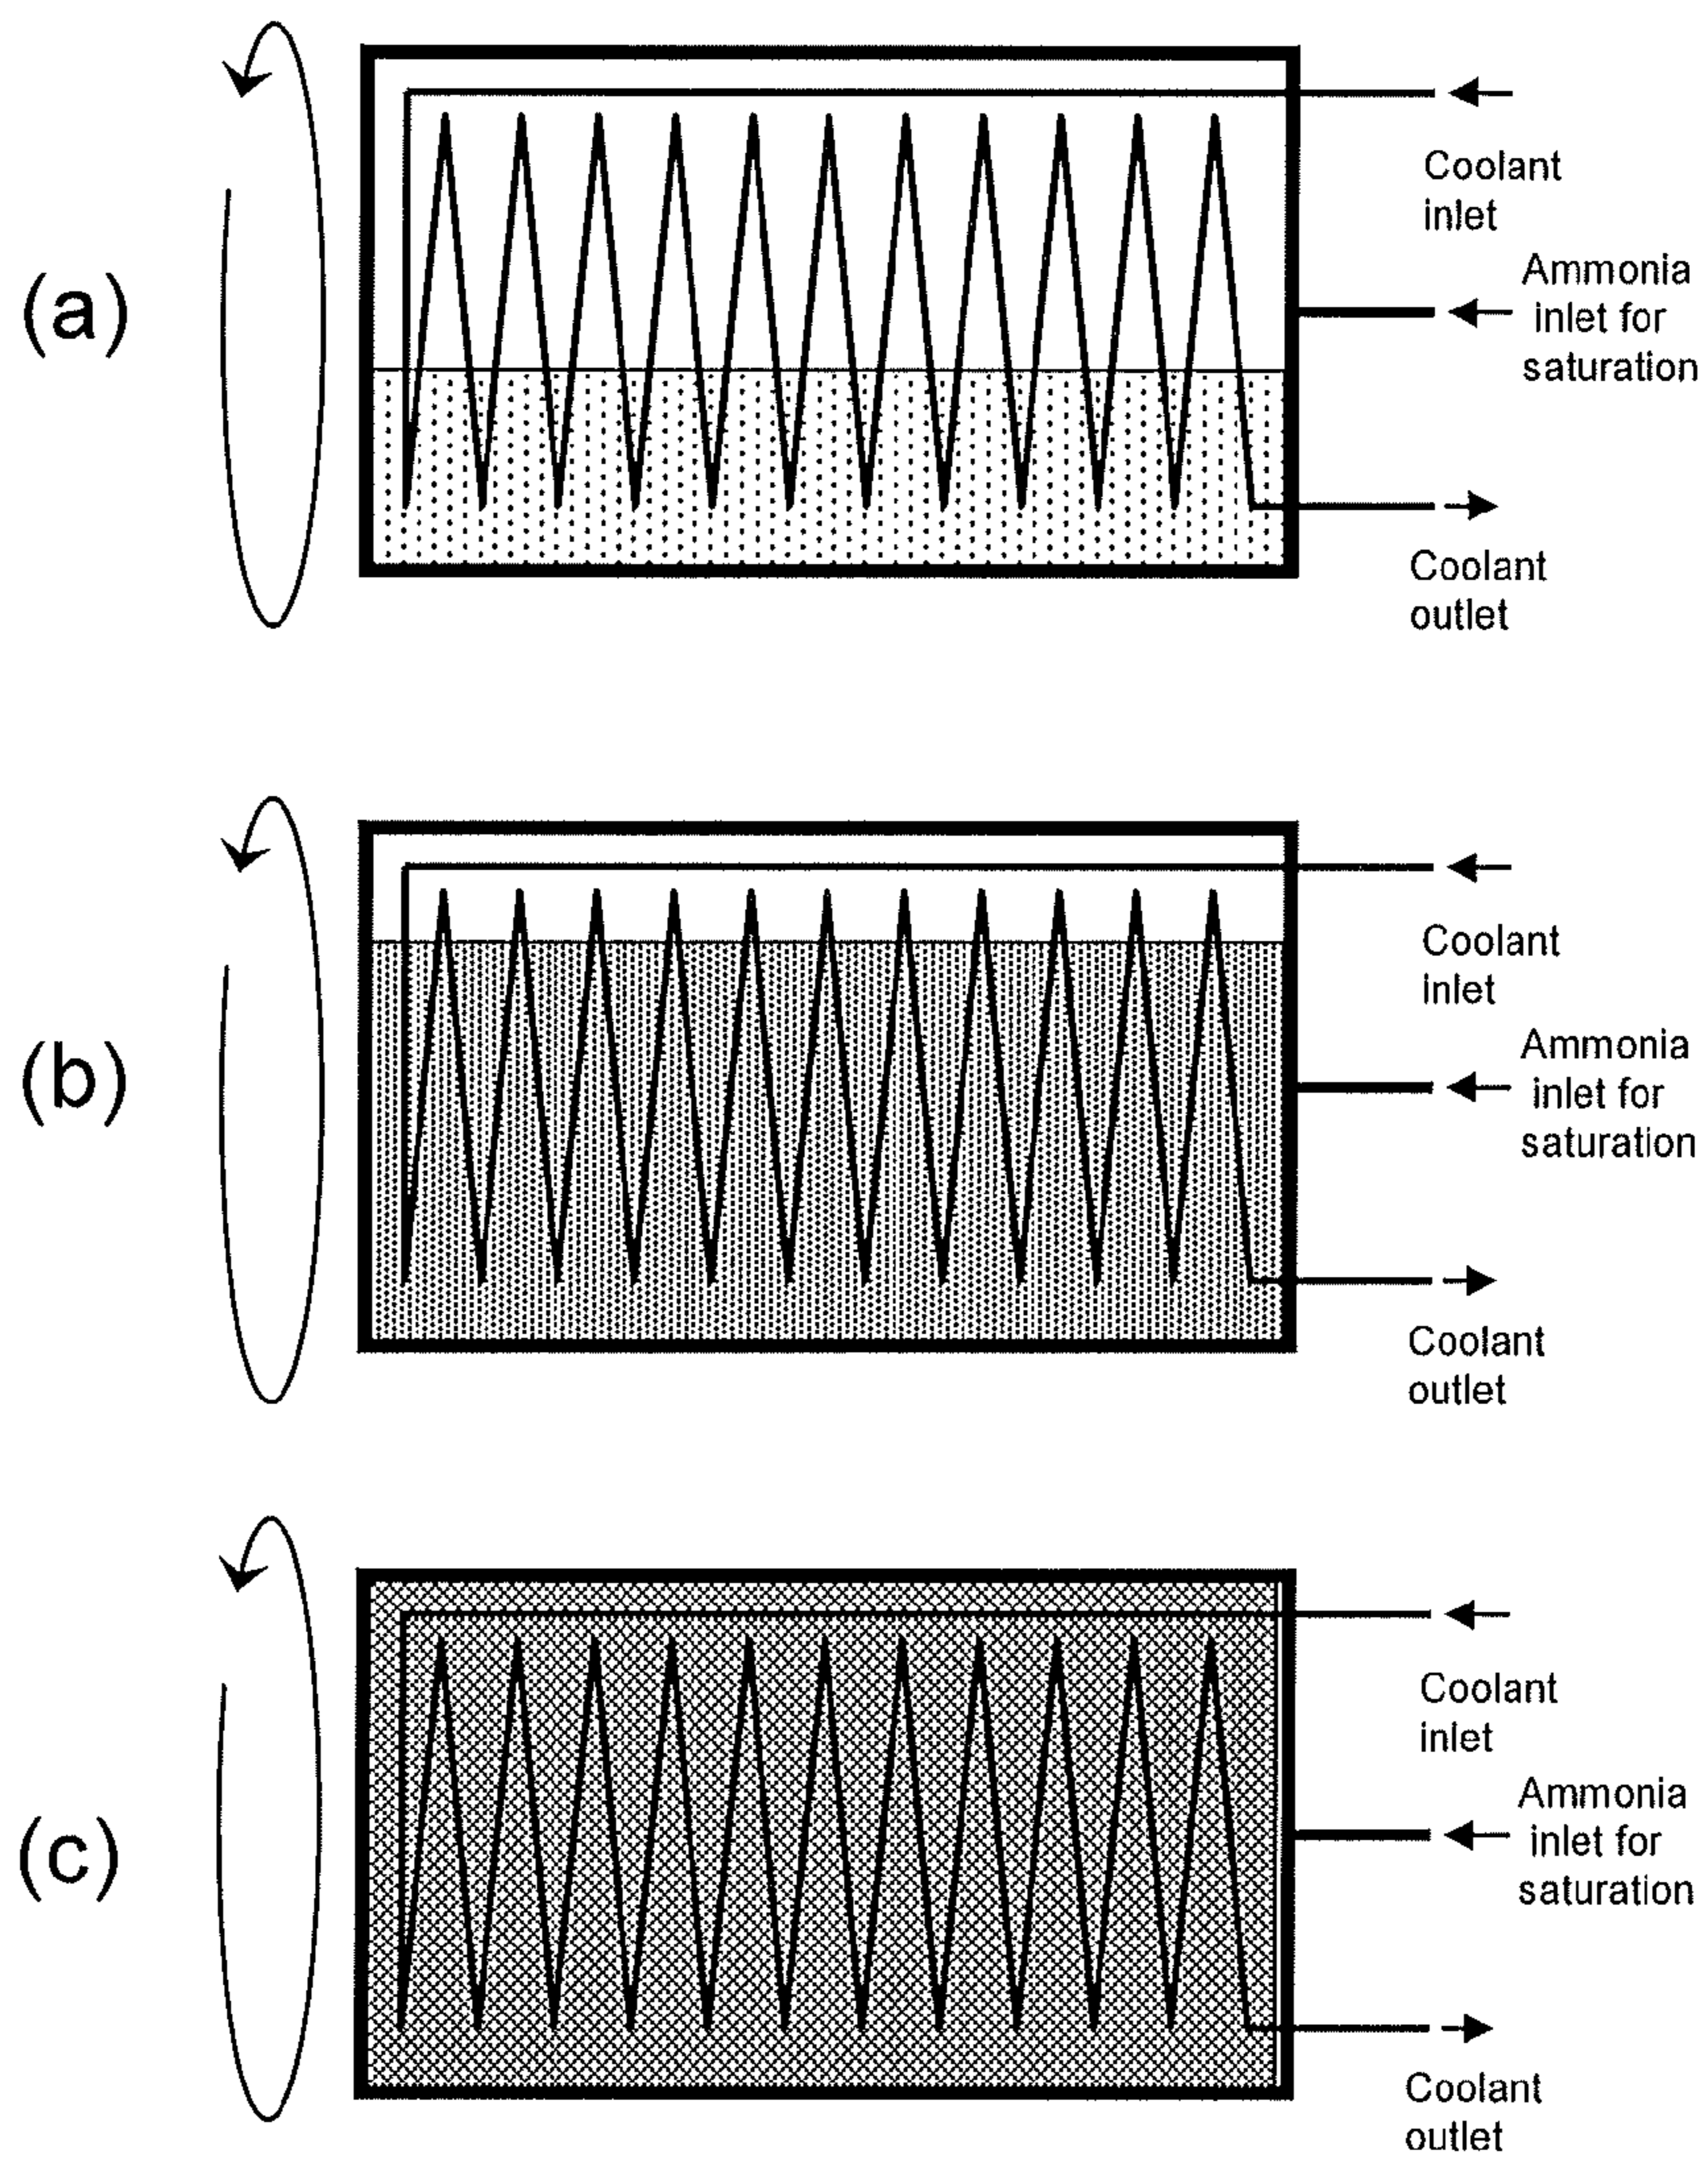 (a)
Coolant
inlet
Ammonia
inlet for
saturation
Coolant
outlet
(b)
Coolant
inlet
Ammonia
inlet for
saturation
Coolant
outlet
(c)
Coolant
inlet
Ammonia
inlet for
saturation
Coolant
outlet